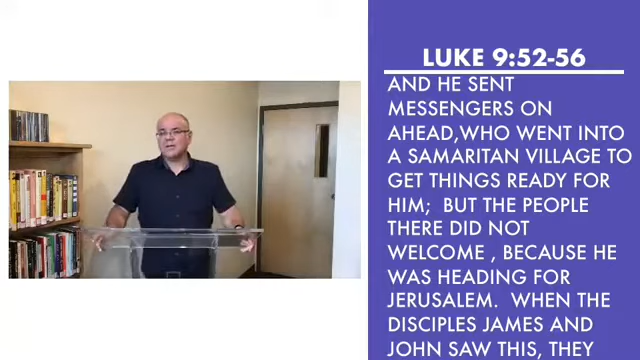 LUKE 9:52-56
AND HE SENT
MESSENGERS ON
AHEAD,WHO WENT INTO
A SAMARITAN VILLAGE TO
GET THINGS READY FOR
HIM; BUT THE PEOPLE
THERE DID NOT
WELCOME , BECAUSE HE
WAS HEADING FOR
JERUSALEM. WHEN THE
DISCIPLES JAMES AND
JOHN SAW THIS, THEY